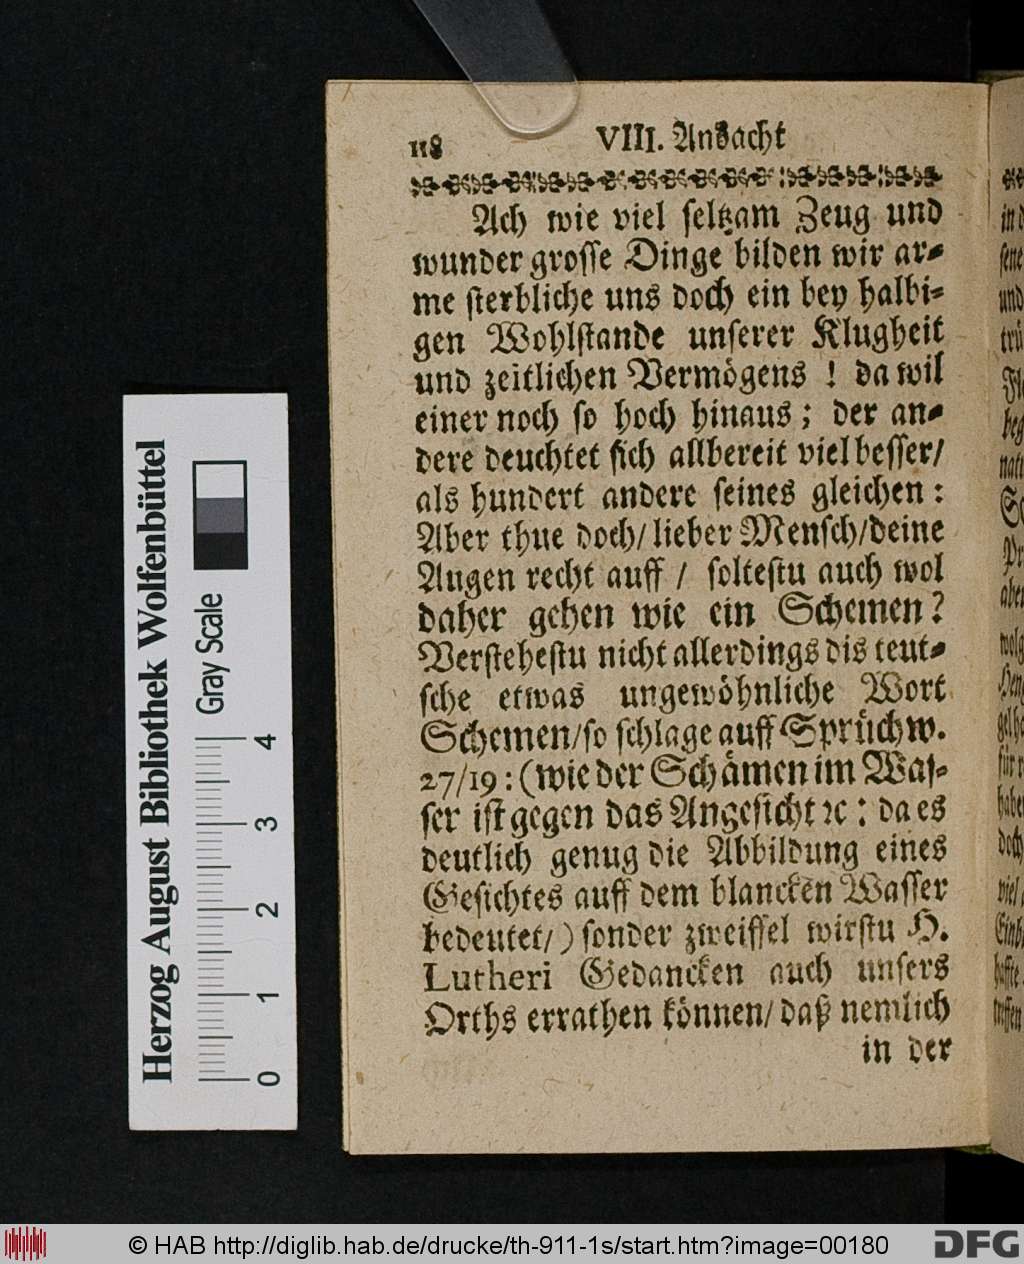 118 VIII. Andacht
Ach wie viel seltzam Zeug und
wunder grosse Dinge bilden wir ar⸗
me sterbliche uns doch ein bey halbi⸗
gen Wohlstande unserer Klugheit
und zeitlichen Vermögens ! da wil
einer noch so hoch hinaus; der an⸗
dere deuchtet sich allbereit viel besser/
als hundert andere seines gleichen:
Aber thue doch/ lieber Mensch/ deine
Augen recht auff / soltestu auch wol
daher gehen wie ein Schemen?
Verstehestu nicht allerdings dis teut⸗
sche etwas ungewöhnliche Wort
Schemen/ so schlage auff Sprüchw.
27/19: (wie der Schämen im Was⸗
ser ist gegen das Angesicht ꝛc: da es
deutlich genug die Abbildung eines
Gesichtes auff dem blancken Wasser
bedeutet/) sonder zweiffel wirstu H.
Lutheri Gedancken auch unsers
Orths errathen können/ daß nemlich
in der
Herzog August Bibliothek Wolfenbüttel
Gray Scale
0 1 2 3 4
© HAB http://diglib.hab.de/drucke/th-911-1s/start.htm?image=00180
DFG